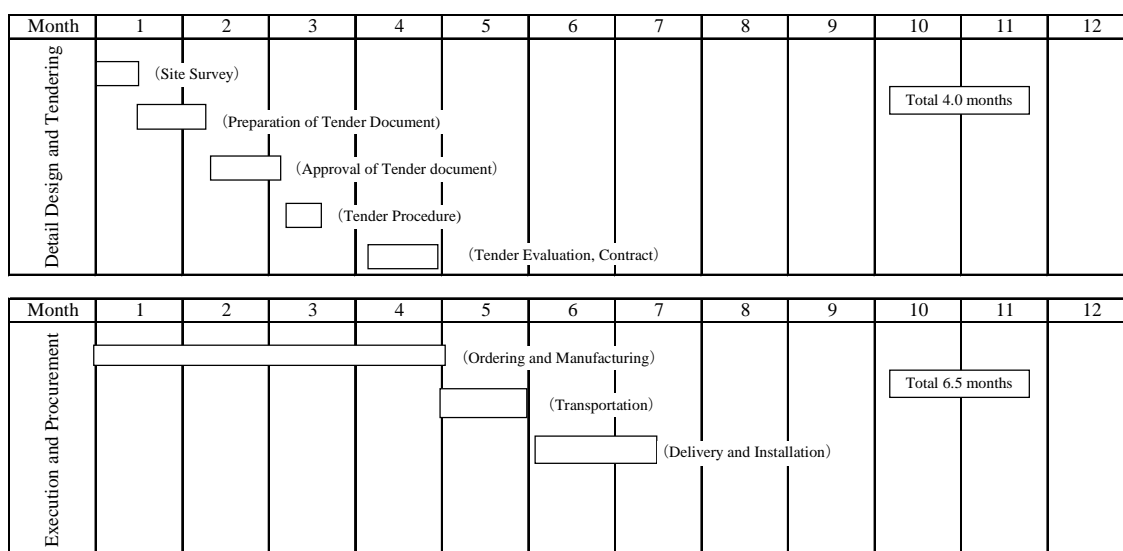 Month 1 2 3 4 5 6 7 8 9 10 11 12
Detail Design and Tendering
（Site Survey）
Total 4.0 months
（Preparation of Tender Document）
（Approval of Tender document）
（Tender Procedure)
（Tender Evaluation, Contract）
Month 1 2 3 4 5 6 7 8 9 10 11 12
Execution and Procurement
（Ordering and Manufacturing）
Total 6.5 months
（Transportation）
（Delivery and Installation）